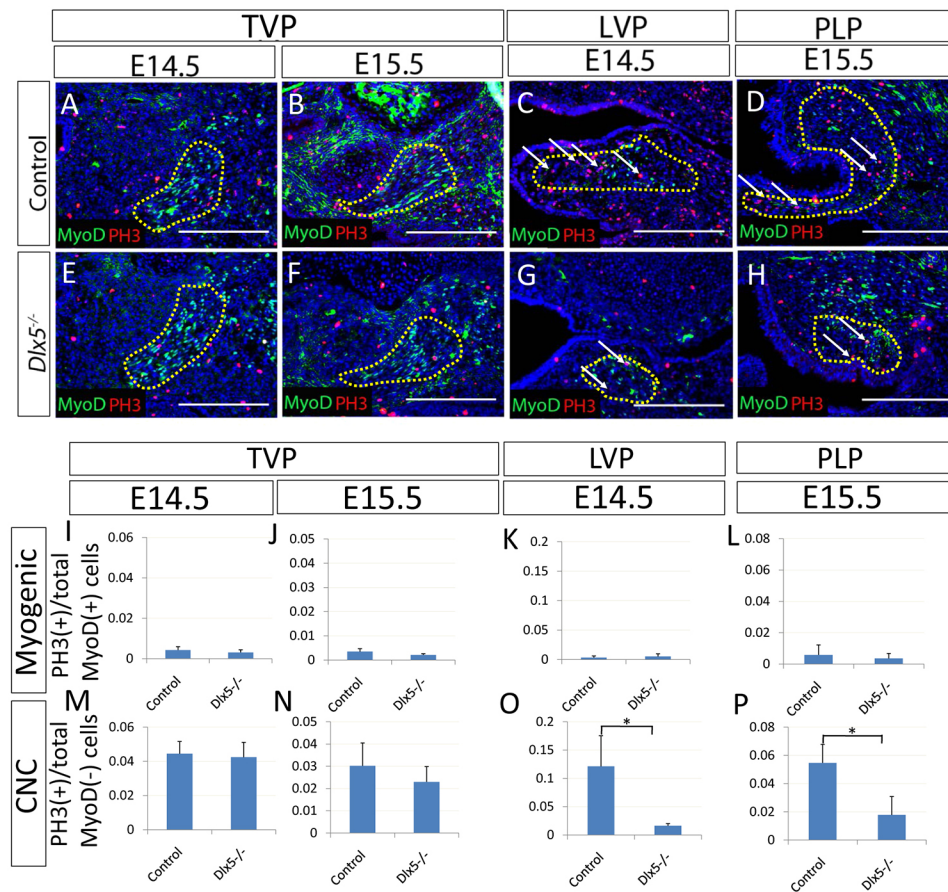 TVP LVP PLP
E14.5 E15.5 E14.5 E15.5
Control
A B C D
MyoD PH3 MyoD PH3 MyoD PH3 MyoD PH3
Dlx5-/-
E F G H
MyoD PH3 MyoD PH3 MyoD PH3 MyoD PH3
TVP LVP PLP
E14.5 E15.5 E14.5 E15.5
Myogenic
PH3(+)/total
MyoD(+) cells
I
0.06
0.04
0.02
0
Control Dlx5-/-
J
0.05
0.04
0.03
0.02
0.01
0
Control Dlx5-/-
K
0.2
0.15
0.1
0.05
0
Control Dlx5-/-
L
0.08
0.06
0.04
0.02
0
Control Dlx5-/-
CNC
PH3(+)/total
MyoD(-) cells
M
0.06
0.04
0.02
0
Control Dlx5-/-
N
0.05
0.04
0.03
0.02
0.01
0
Control Dlx5-/-
O
0.2
0.15
0.1
0.05
0
*
Control Dlx5-/-
P
0.08
0.06
0.04
0.02
0
*
Control Dlx5-/-